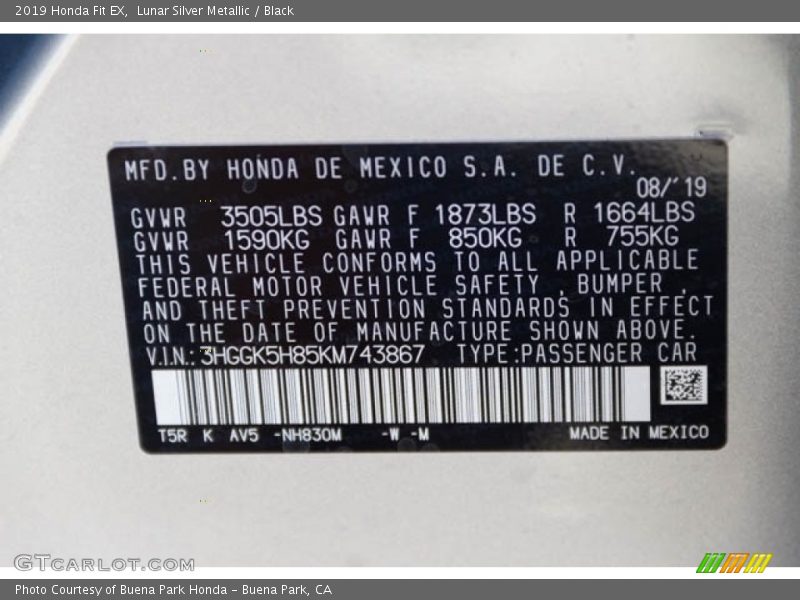 2019 Honda Fit EX,  Lunar Silver Metallic / Black
MFD.BY HONDA DE MEXICO S.A. DE C.V.
08/'19
GVWR 3505LBS GAWR F 1873LBS R 1664LBS
GVWR 1590KG GAWR F 850KG R 755KG
THIS VEHICLE CONFORMS TO ALL APPLICABLE
FEDERAL MOTOR VEHICLE SAFETY , BUMPER ,
AND THEFT PREVENTION STANDARDS IN EFFECT
ON THE DATE OF MANUFACTURE SHOWN ABOVE.
V.I.N.: 3HGGK5H85KM743867 TYPE:PASSENGER CAR
T5R K AV5 -NH830M -W -M MADE IN MEXICO
GTCARLOT.COM
Photo Courtesy of Buena Park Honda - Buena Park, CA